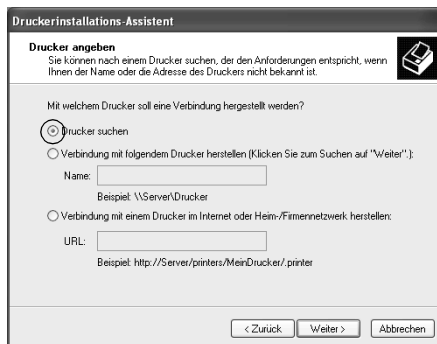 Druckerinstallations-Assistent
Drucker angeben
Sie können nach einem Drucker suchen, der den Anforderungen entspricht, wenn
Ihnen der Name oder die Adresse des Druckers nicht bekannt ist.
Mit welchem Drucker soll eine Verbindung hergestellt werden?
Drucker suchen
Verbindung mit folgendem Drucker herstellen (Klicken Sie zum Suchen auf "Weiter".):
Name:
Beispiel: \\Server\Drucker
Verbindung mit einem Drucker im Internet oder Heim-/Firmennetzwerk herstellen:
URL:
Beispiel: http://Server/printers/MeinDrucker/.printer
< Zurück Weiter > Abbrechen